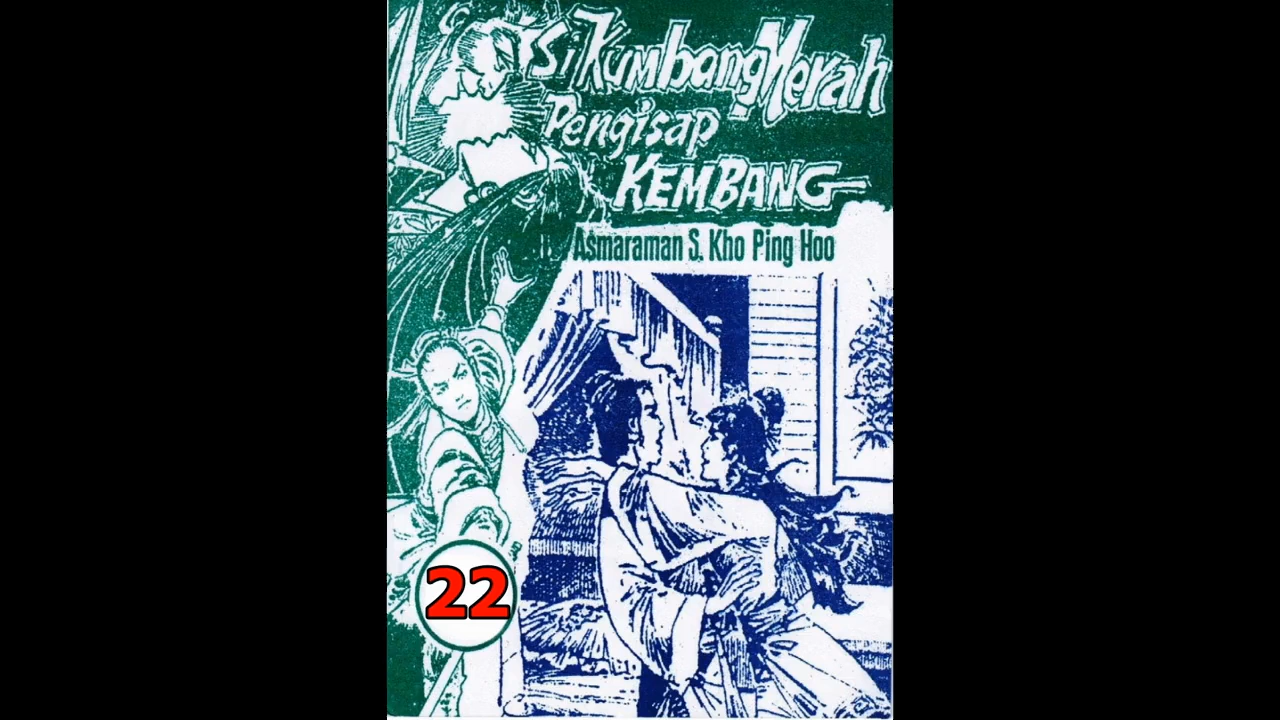 Si Kumbang Merah
Pengisap
KEMBANG
Asmaraman S. Kho Ping Hoo
22